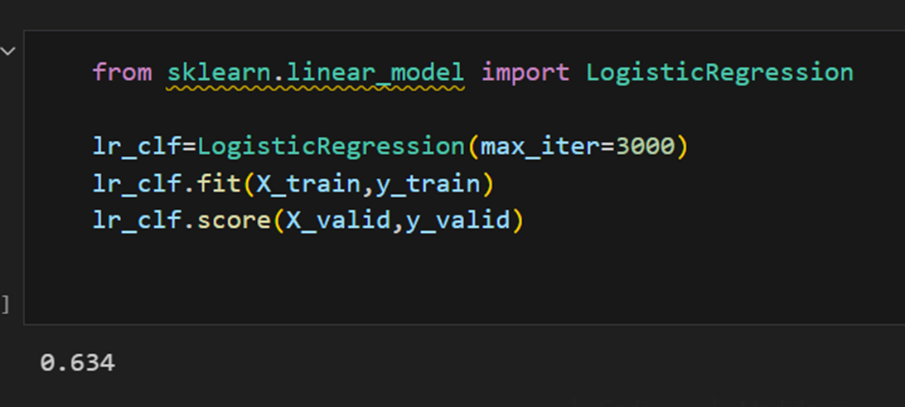 from sklearn.linear_model import LogisticRegression
lr_clf=LogisticRegression(max_iter=3000)
lr_clf.fit(X_train,y_train)
lr_clf.score(X_valid,y_valid)
]
0.634